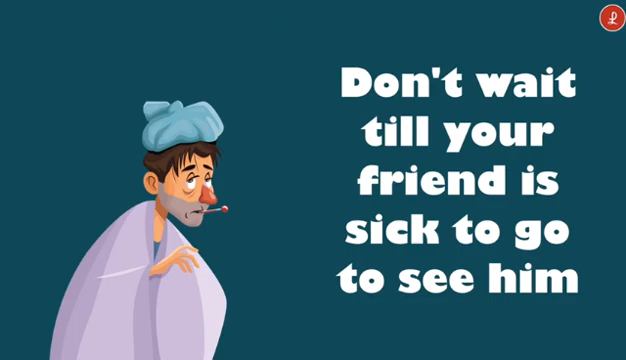 Don't wait
till your
friend is
sick to go
to see him